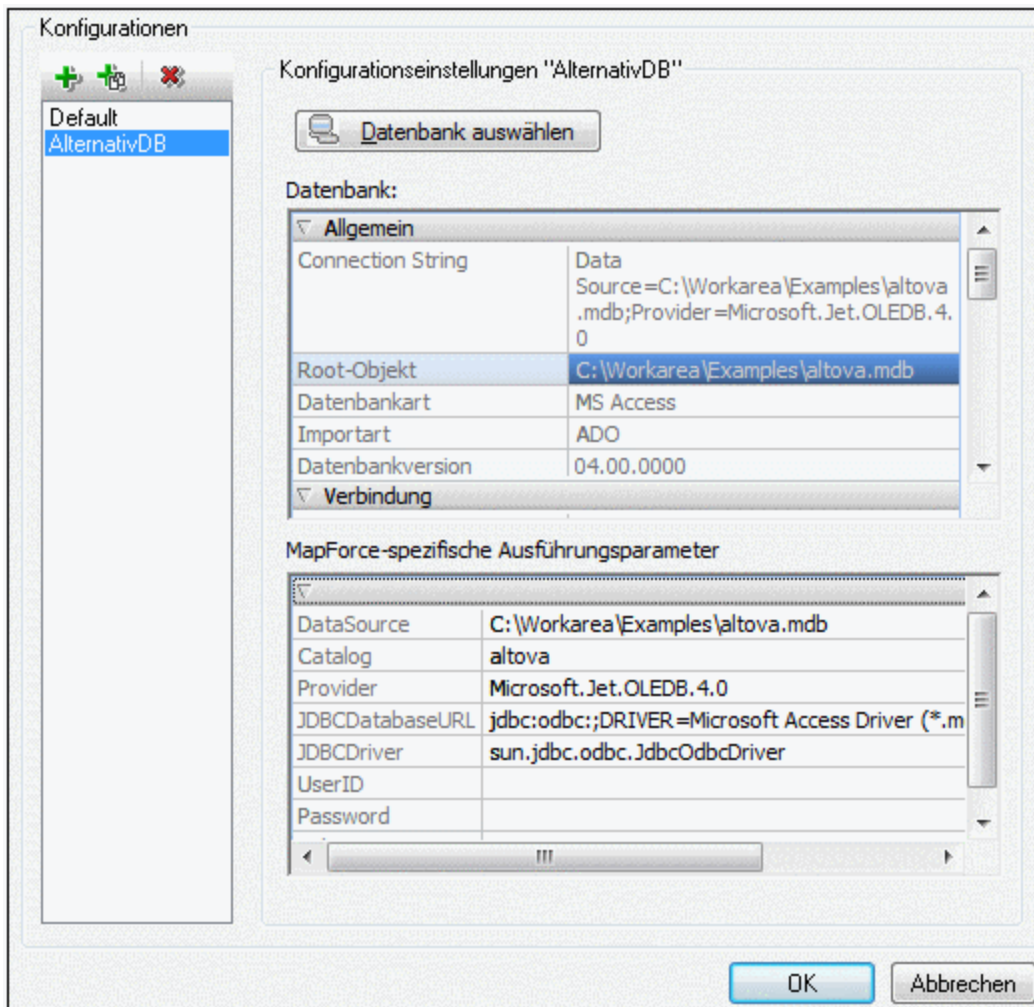 Konfigurationen
Default
AlternativDB
Konfigurationseinstellungen "AlternativDB"
Datenbank auswählen
Datenbank:
Allgemein
Connection String
Data
Source=C:\Workarea\Examples\altova
.mdb;Provider=Microsoft.Jet.OLEDB.4.
0
Root-Objekt C:\Workarea\Examples\altova.mdb
Datenbankart MS Access
Importart ADO
Datenbankversion 04.00.0000
Verbindung
MapForce-spezifische Ausführungsparameter
DataSource C:\Workarea\Examples\altova.mdb
Catalog altova
Provider Microsoft.Jet.OLEDB.4.0
JDBCDatabaseURL jdbc:odbc:;DRIVER=Microsoft Access Driver (*.m
JDBCDriver sun.jdbc.odbc.JdbcOdbcDriver
UserID
Password
OK Abbrechen